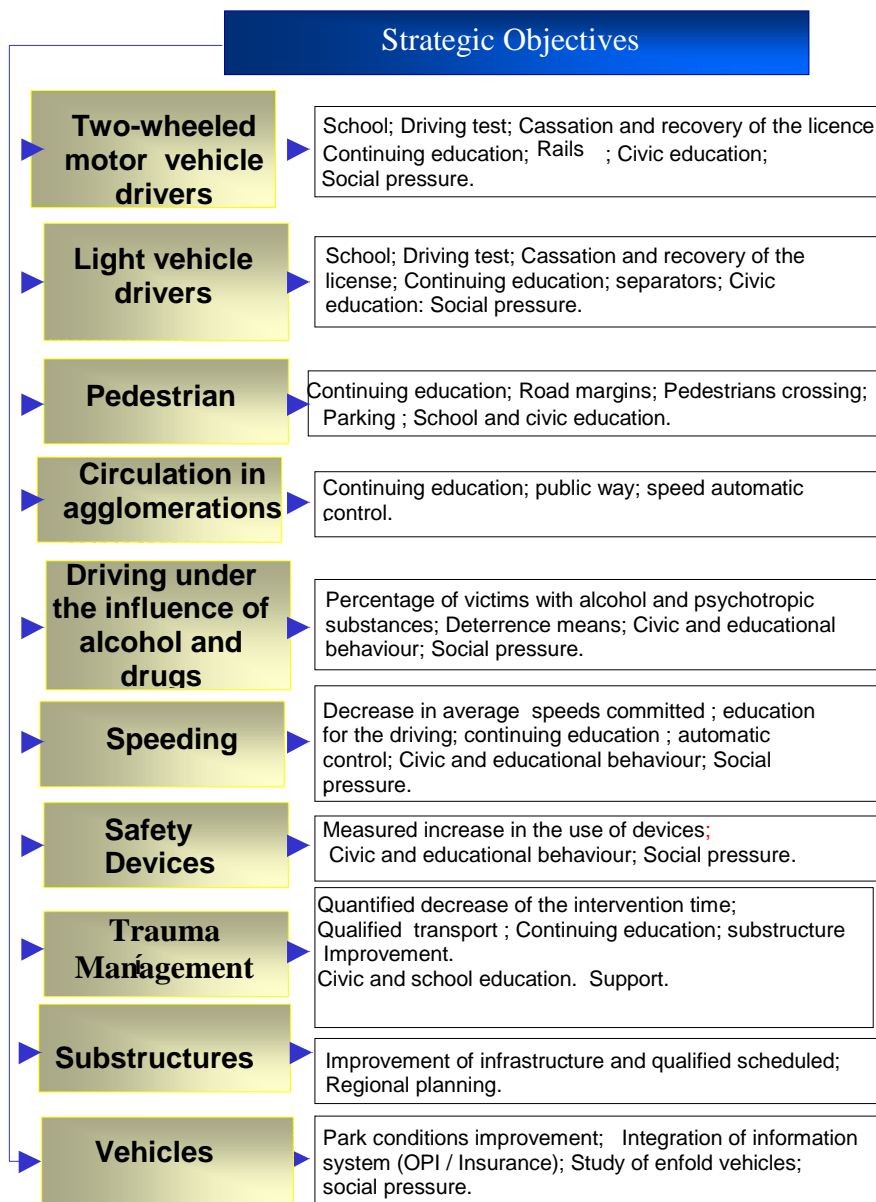 Strategic Objectives
Two-wheeled
motor vehicle
drivers
School; Driving test; Cassation and recovery of the licence
Continuing education; Rails ; Civic education;
Social pressure.
Light vehicle
drivers
School; Driving test; Cassation and recovery of the
license; Continuing education; separators; Civic
education: Social pressure.
Pedestrian
Continuing education; Road margins; Pedestrians crossing;
Parking ; School and civic education.
Circulation in
agglomerations
Continuing education; public way; speed automatic
control.
Driving under
the influence of
alcohol and
drugs
Percentage of victims with alcohol and psychotropic
substances; Deterrence means; Civic and educational
behaviour; Social pressure.
Speeding
Decrease in average speeds committed ; education
for the driving; continuing education ; automatic
control; Civic and educational behaviour; Social
pressure.
Safety
Devices
Measured increase in the use of devices;
Civic and educational behaviour; Social pressure.
Trauma
Management
Quantified decrease of the intervention time;
Qualified transport ; Continuing education; substructure
Improvement.
Civic and school education. Support.
Substructures
Improvement of infrastructure and qualified scheduled;
Regional planning.
Vehicles
Park conditions improvement; Integration of information
system (OPI / Insurance); Study of enfold vehicles;
social pressure.